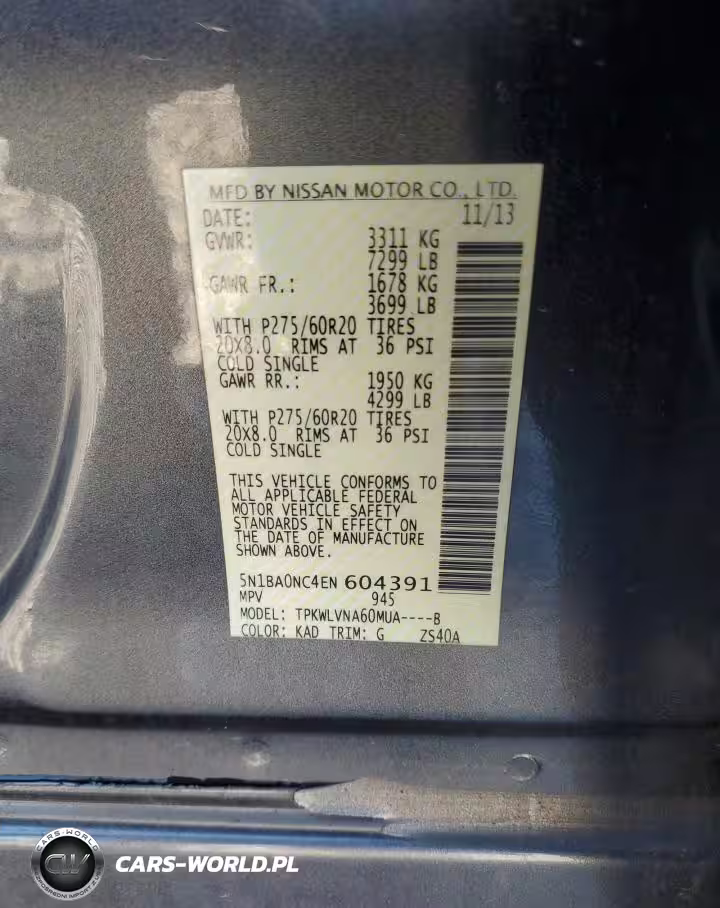 MFD BY NISSAN MOTOR CO., LTD.
DATE: 11/13
GVWR: 3311 KG
7299 LB
GAWR FR.: 1678 KG
3699 LB
WITH P275/60R20 TIRES
20X8.0 RIMS AT 36 PSI
COLD SINGLE
GAWR RR.: 1950 KG
4299 LB
WITH P275/60R20 TIRES
20X8.0 RIMS AT 36 PSI
COLD SINGLE
THIS VEHICLE CONFORMS TO
ALL APPLICABLE FEDERAL
MOTOR VEHICLE SAFETY
STANDARDS IN EFFECT ON
THE DATE OF MANUFACTURE
SHOWN ABOVE.
5N1BA0NC4EN 604391
MPV 945
MODEL: TPKWLVNA60MUA----B
COLOR: KAD TRIM: G ZS40A
CARS-WORLD
CW
CARS-WORLD.PL